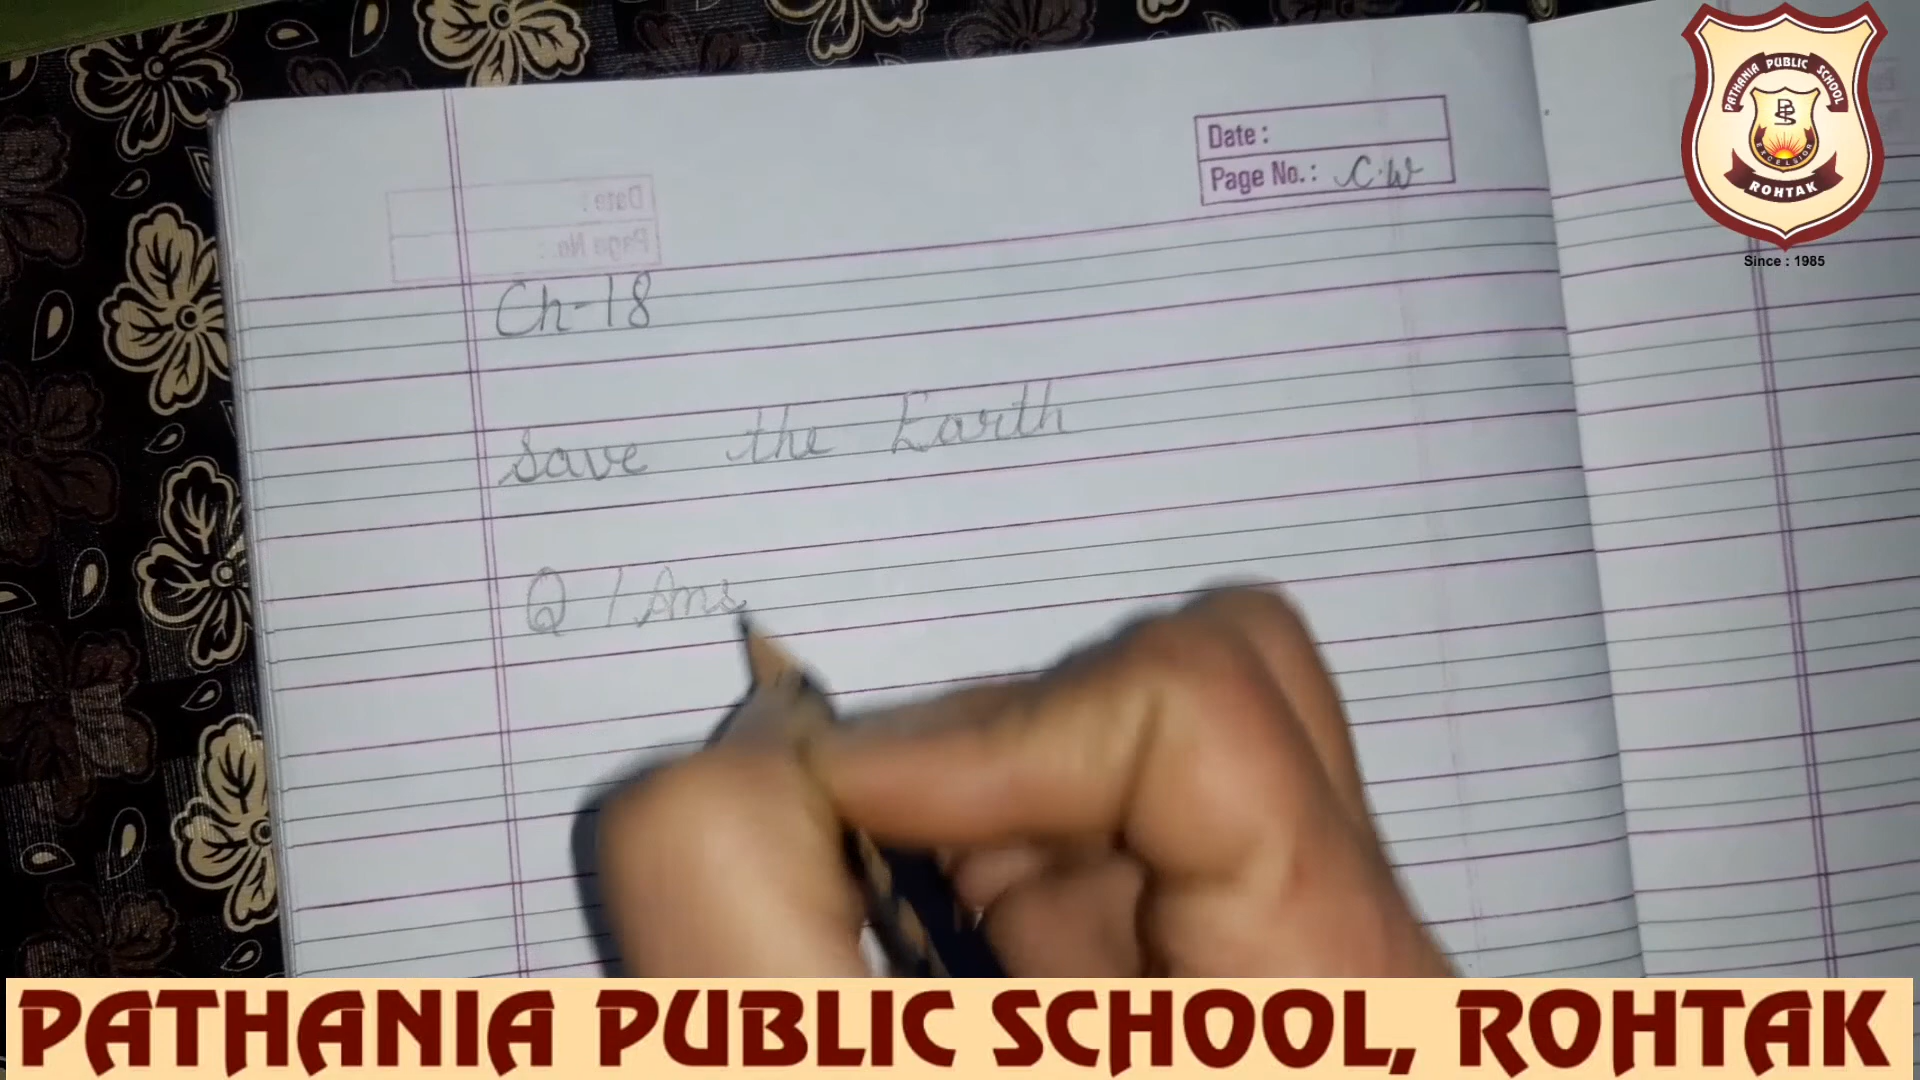 Date :
Page No. : C.W
Ch-18
Save the Earth
Q 1 Ans
PATHANIA PUBLIC SCHOOL
EXCELSIOR
ROHTAK
Since : 1985
PATHANIA PUBLIC SCHOOL, ROHTAK